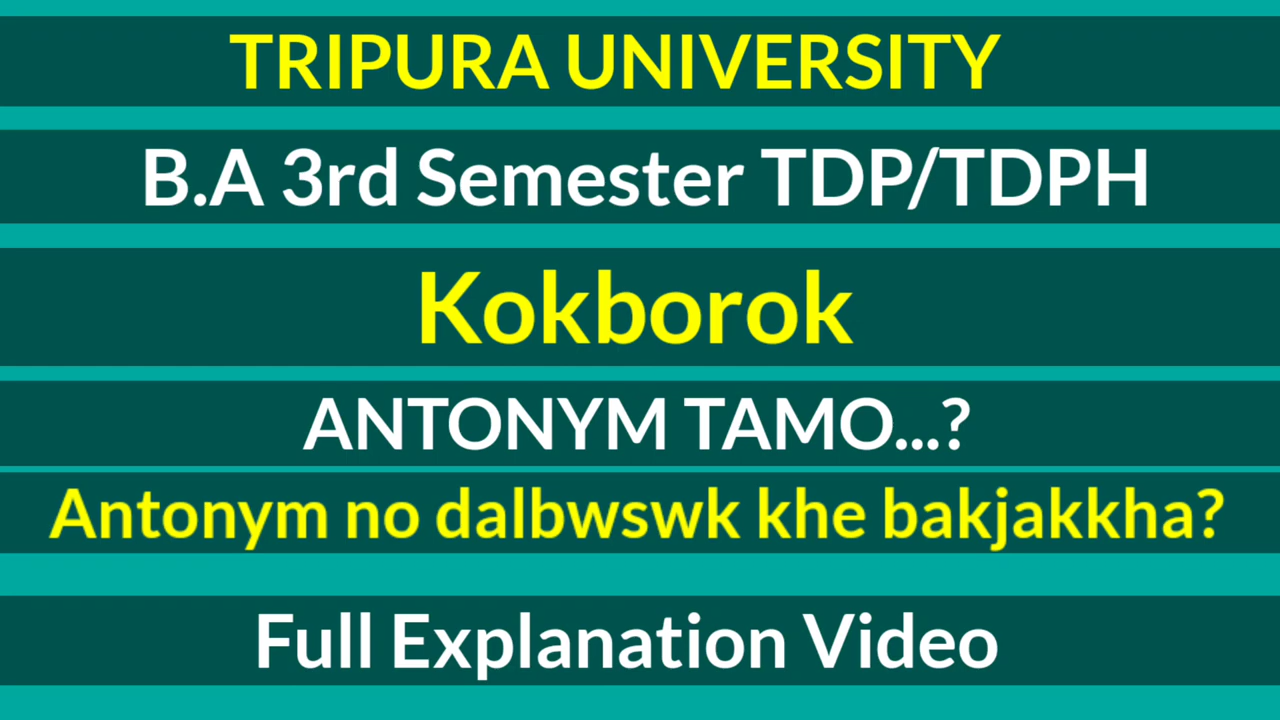 TRIPURA UNIVERSITY
B.A 3rd Semester TDP/TDPH
Kokborok
ANTONYM TAMO...?
Antonym no dalbwswk khe bakjakkha?
Full Explanation Video